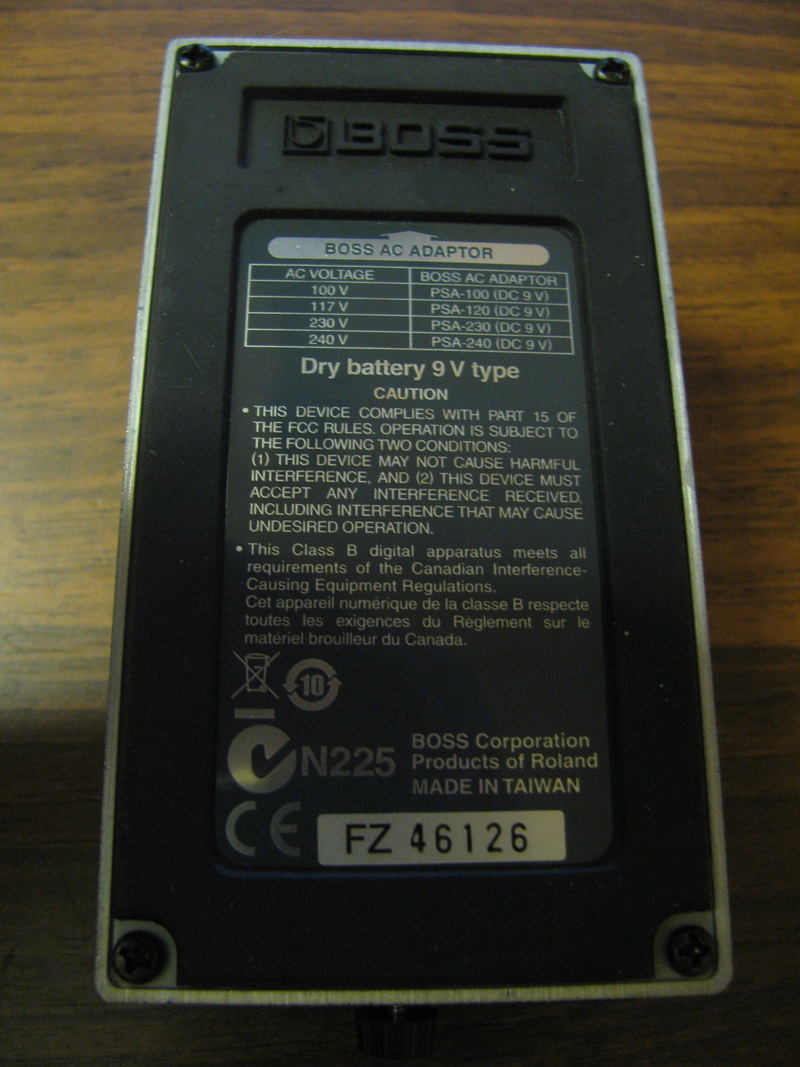 BOSS
BOSS AC ADAPTOR
AC VOLTAGE BOSS AC ADAPTOR
100 V PSA-100 (DC 9 V)
117 V PSA-120 (DC 9 V)
230 V PSA-230 (DC 9 V)
240 V PSA-240 (DC 9 V)
Dry battery 9 V type
CAUTION
• THIS DEVICE COMPLIES WITH PART 15 OF
THE FCC RULES. OPERATION IS SUBJECT TO
THE FOLLOWING TWO CONDITIONS:
(1) THIS DEVICE MAY NOT CAUSE HARMFUL
INTERFERENCE, AND (2) THIS DEVICE MUST
ACCEPT ANY INTERFERENCE RECEIVED,
INCLUDING INTERFERENCE THAT MAY CAUSE
UNDESIRED OPERATION.
• This Class B digital apparatus meets all
requirements of the Canadian Interference-
Causing Equipment Regulations.
Cet appareil numérique de la classe B respecte
toutes les exigences du Règlement sur le
matériel brouilleur du Canada.
10
N225
BOSS Corporation
Products of Roland
MADE IN TAIWAN
CE
FZ 46126